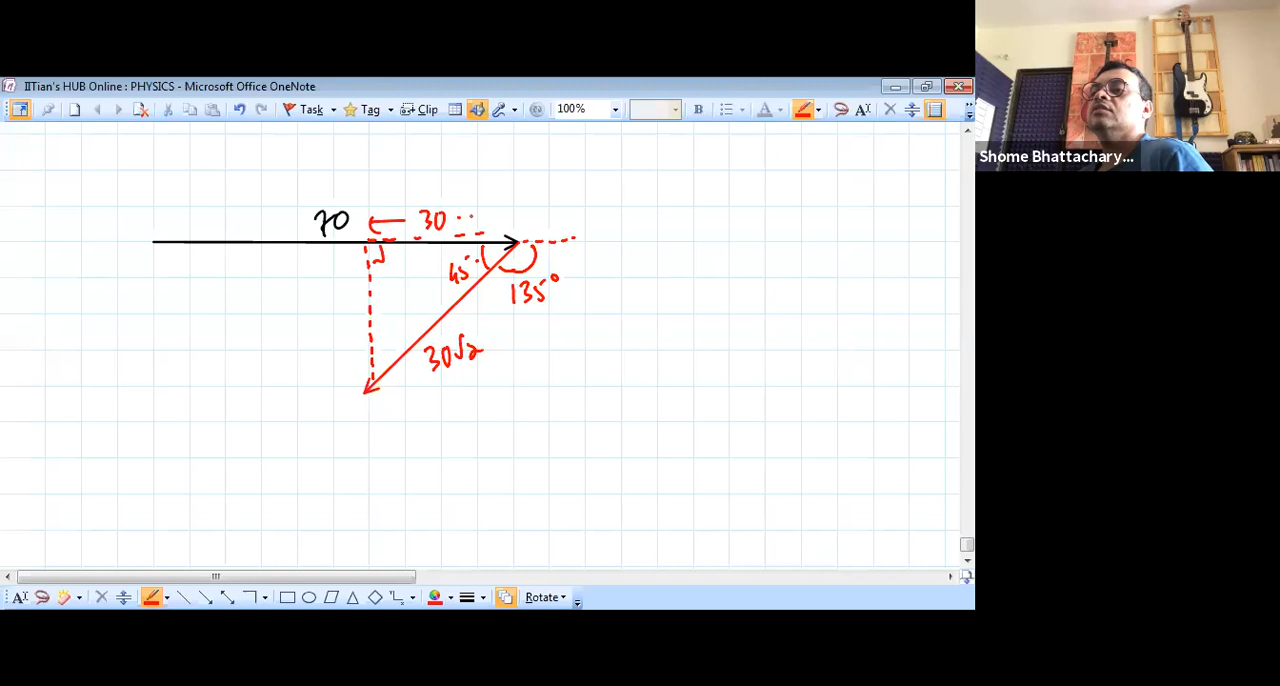 IITian's HUB Online : PHYSICS - Microsoft Office OneNote
Task Tag Clip 100% B A
70 ← 30
45°
135°
30√2
Rotate
Shome Bhattachary...